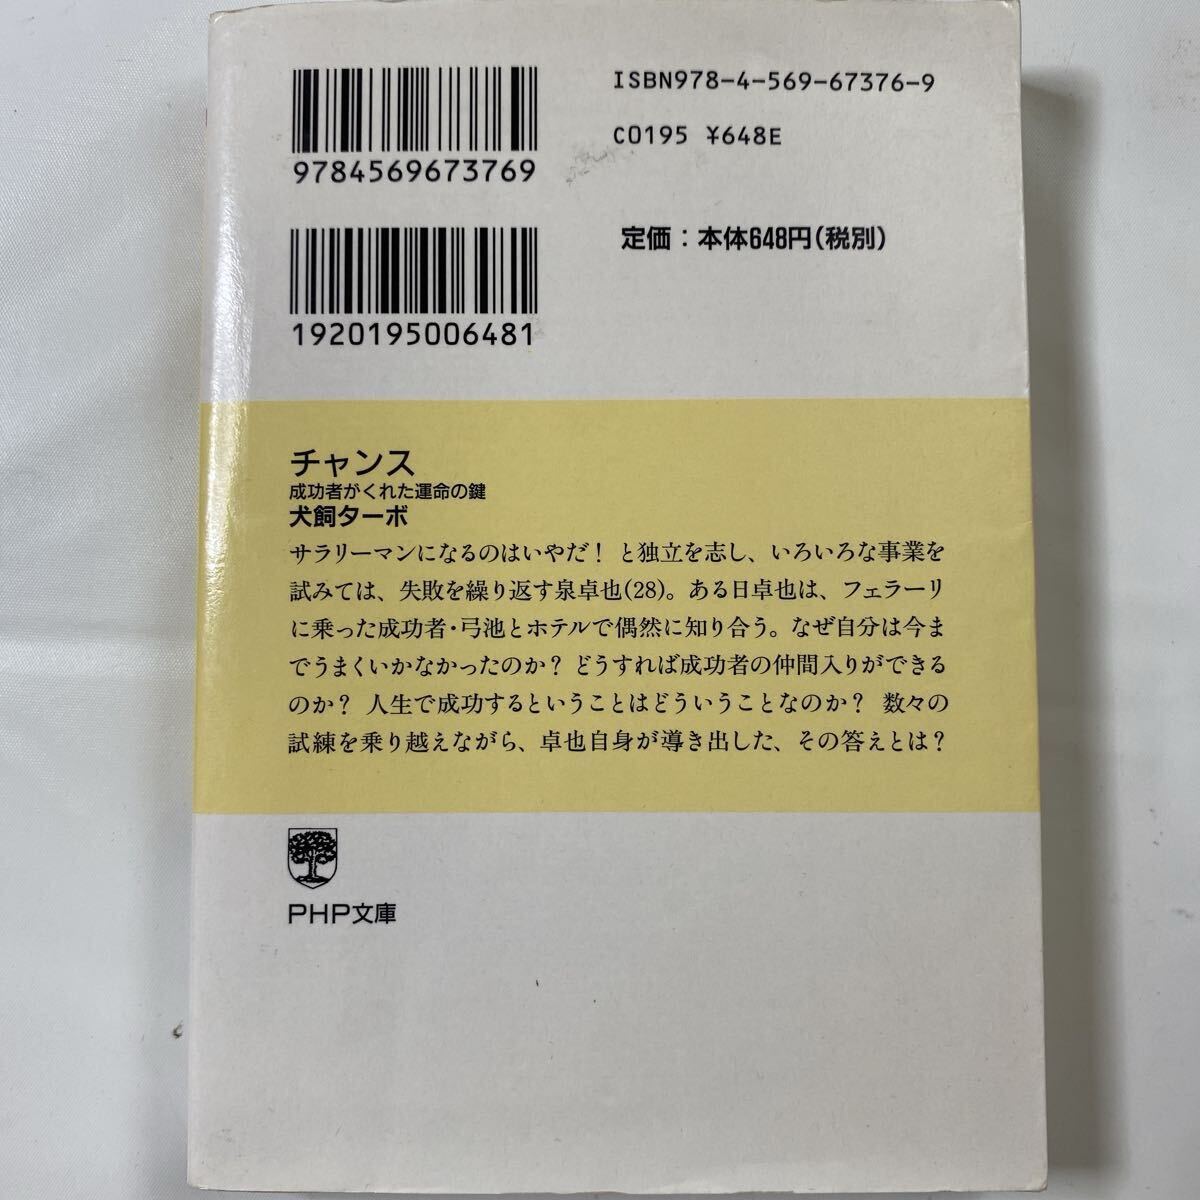 ISBN978-4-569-67376-9
9784569673769
C0195 ¥648E
定価：本体648円(税別)
1920195006481
チャンス
成功者がくれた運命の鍵
犬飼ターボ
サラリーマンになるのはいやだ！ と独立を志し、いろいろな事業を
試みては、失敗を繰り返す泉卓也(28)。ある日卓也は、フェラーリ
に乗った成功者・弓池とホテルで偶然に知り合う。なぜ自分は今ま
でうまくいかなかったのか？ どうすれば成功者の仲間入りができる
のか？ 人生で成功するということはどういうことなのか？ 数々の
試練を乗り越えながら、卓也自身が導き出した、その答えとは？
PHP文庫